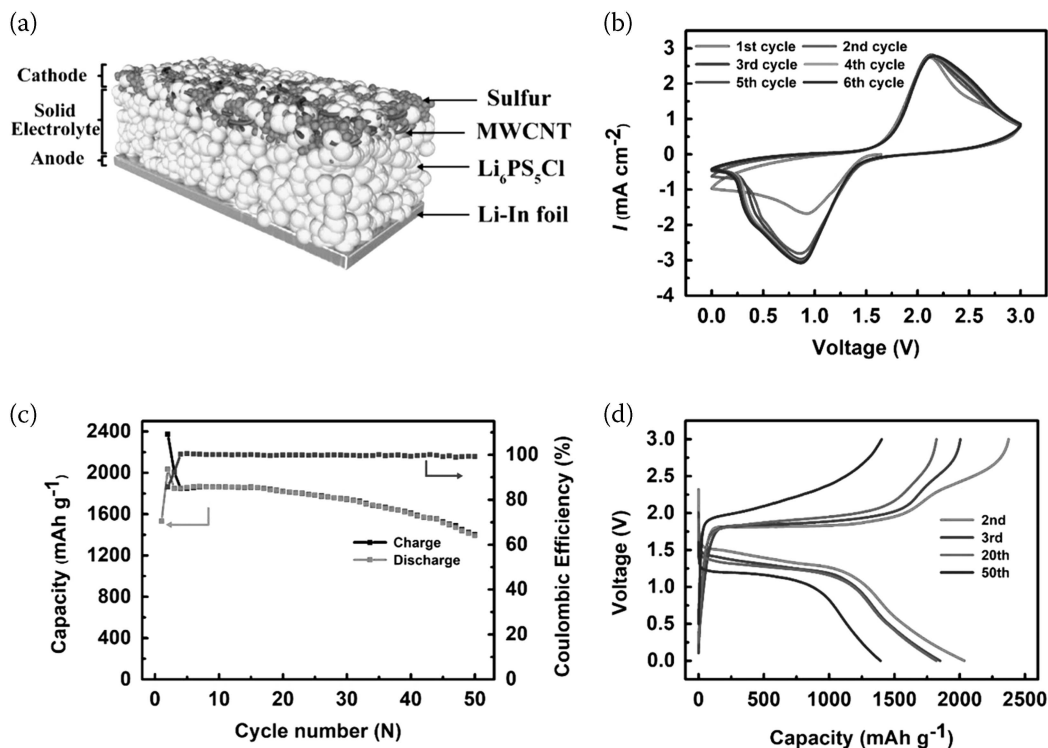 (a)
Cathode
Solid
Electrolyte
Anode
Sulfur
MWCNT
Li6PS5Cl
Li-In foil
(b)
1st cycle 2nd cycle
3rd cycle 4th cycle
5th cycle 6th cycle
I (mA cm-2)
4
3
2
1
0
-1
-2
-3
-4
0.0 0.5 1.0 1.5 2.0 2.5 3.0
Voltage (V)
(c)
Capacity (mAh g-1)
2400
2000
1600
1200
800
400
0
Charge
Discharge
100
80
60
40
20
0
Coulombic Efficiency (%)
0 10 20 30 40 50
Cycle number (N)
(d)
Voltage (V)
3.0
2.5
2.0
1.5
1.0
0.5
0.0
2nd
3rd
20th
50th
0 500 1000 1500 2000 2500
Capacity (mAh g-1)